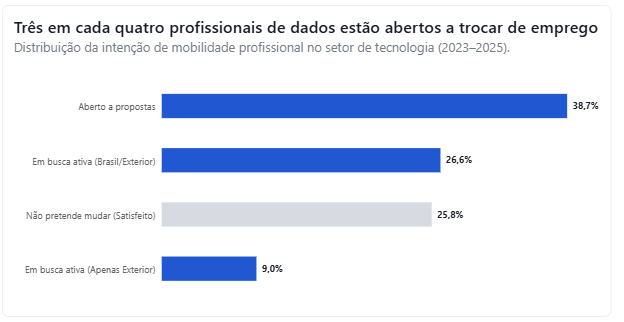 Três em cada quatro profissionais de dados estão abertos a trocar de emprego
Distribuição da intenção de mobilidade profissional no setor de tecnologia (2023–2025).
Aberto a propostas 38,7%
Em busca ativa (Brasil/Exterior) 26,6%
Não pretende mudar (Satisfeito) 25,8%
Em busca ativa (Apenas Exterior) 9,0%